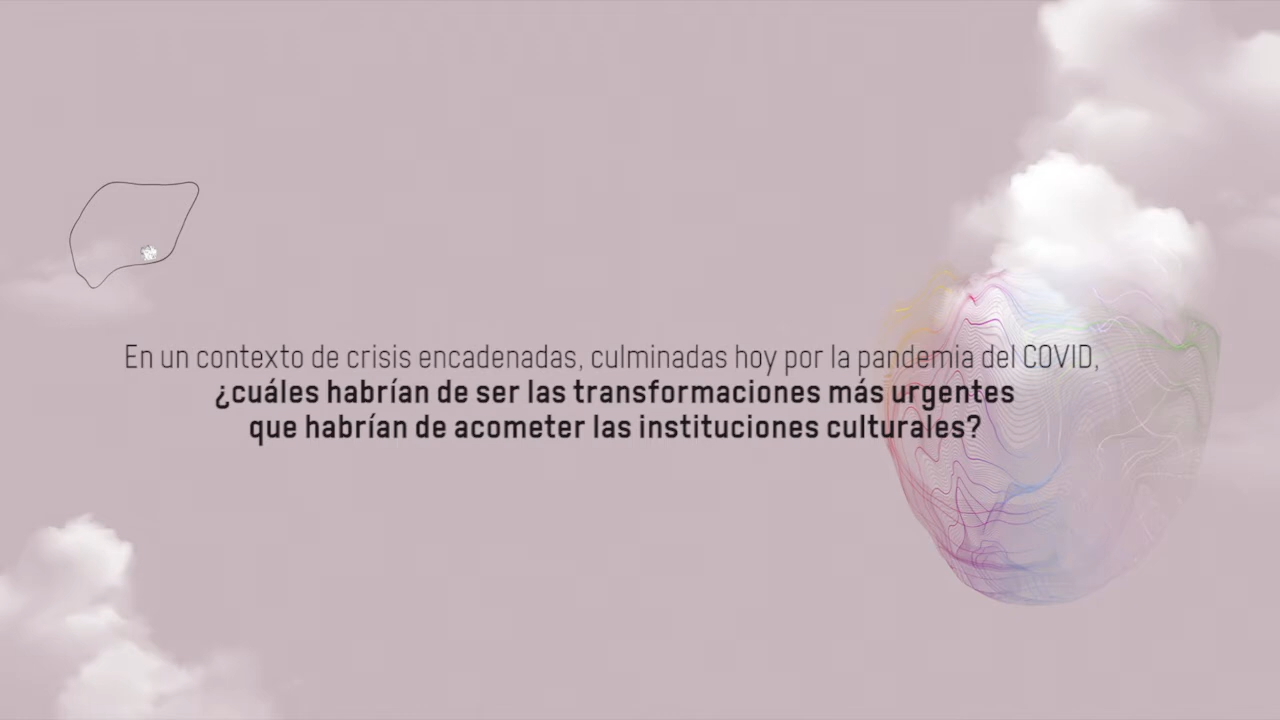 En un contexto de crisis encadenadas, culminadas hoy por la pandemia del COVID,
¿cuáles habrían de ser las transformaciones más urgentes
que habrían de acometer las instituciones culturales?